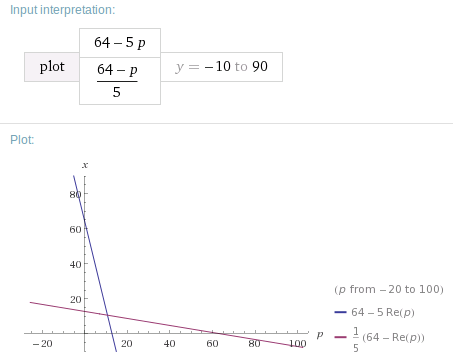 Input interpretation:
plot
64 – 5 p
64 – p
5
y = −10 to 90
Plot:
x
80
60
40
20
−20 20 40 60 80 100 p
(p from −20 to 100)
64 – 5 Re(p)
1/5 (64 – Re(p))